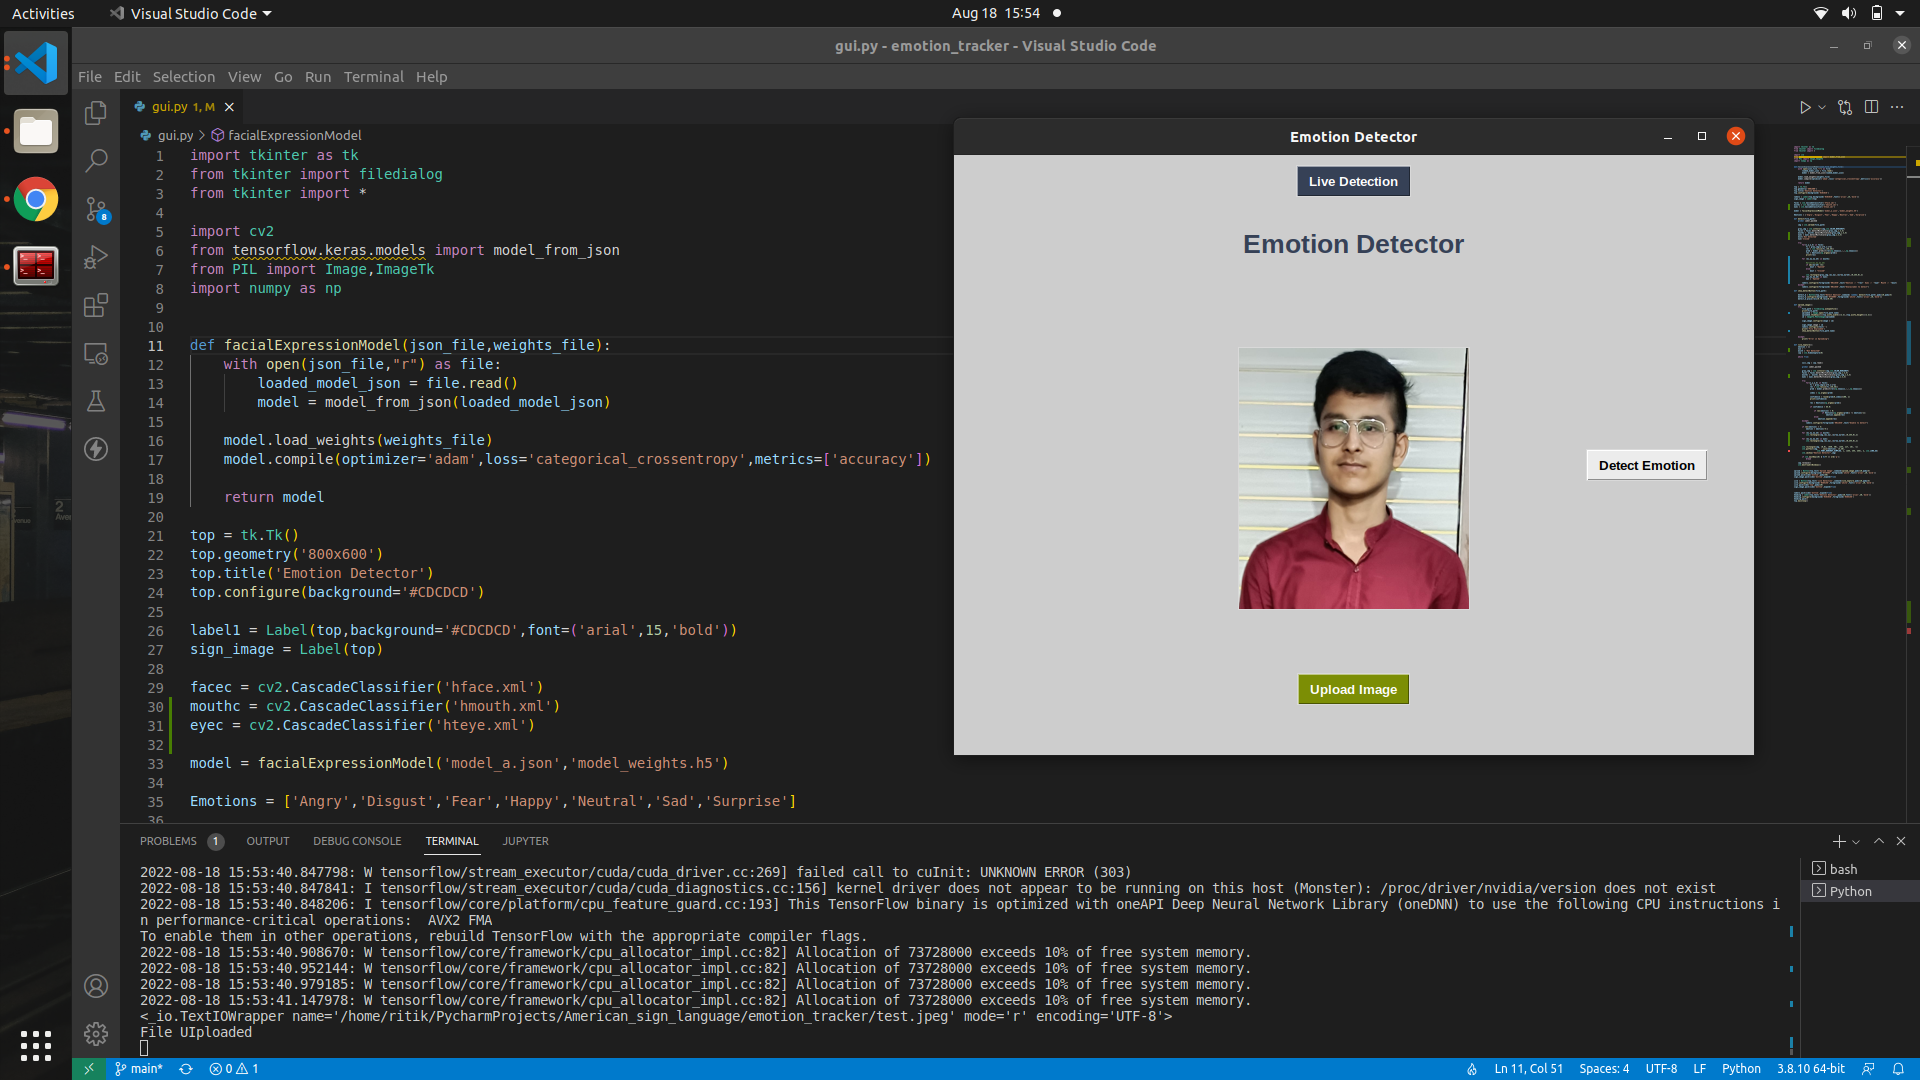 Activities
Visual Studio Code
Aug 18 15:54
gui.py - emotion_tracker - Visual Studio Code
File Edit Selection View Go Run Terminal Help
gui.py 1, M
gui.py > facialExpressionModel
1 import tkinter as tk
2 from tkinter import filedialog
3 from tkinter import *
4
5 import cv2
6 from tensorflow.keras.models import model_from_json
7 from PIL import Image,ImageTk
8 import numpy as np
9
10
11 def facialExpressionModel(json_file,weights_file):
12 with open(json_file,"r") as file:
13 loaded_model_json = file.read()
14 model = model_from_json(loaded_model_json)
15
16 model.load_weights(weights_file)
17 model.compile(optimizer='adam',loss='categorical_crossentropy',metrics=['accuracy'])
18
19 return model
20
21 top = tk.Tk()
22 top.geometry('800x600')
23 top.title('Emotion Detector')
24 top.configure(background='#CDCDCD')
25
26 label1 = Label(top,background='#CDCDCD',font=('arial',15,'bold'))
27 sign_image = Label(top)
28
29 facec = cv2.CascadeClassifier('hface.xml')
30 mouthc = cv2.CascadeClassifier('hmouth.xml')
31 eyec = cv2.CascadeClassifier('hteye.xml')
32
33 model = facialExpressionModel('model_a.json','model_weights.h5')
34
35 Emotions = ['Angry','Disgust','Fear','Happy','Neutral','Sad','Surprise']
36
Emotion Detector
Live Detection
Emotion Detector
Detect Emotion
Upload Image
8
PROBLEMS 1 OUTPUT DEBUG CONSOLE TERMINAL JUPYTER
2022-08-18 15:53:40.847798: W tensorflow/stream_executor/cuda/cuda_driver.cc:269] failed call to cuInit: UNKNOWN ERROR (303)
2022-08-18 15:53:40.847841: I tensorflow/stream_executor/cuda/cuda_diagnostics.cc:156] kernel driver does not appear to be running on this host (Monster): /proc/driver/nvidia/version does not exist
2022-08-18 15:53:40.848206: I tensorflow/core/platform/cpu_feature_guard.cc:193] This TensorFlow binary is optimized with oneAPI Deep Neural Network Library (oneDNN) to use the following CPU instructions i
n performance-critical operations: AVX2 FMA
To enable them in other operations, rebuild TensorFlow with the appropriate compiler flags.
2022-08-18 15:53:40.908670: W tensorflow/core/framework/cpu_allocator_impl.cc:82] Allocation of 73728000 exceeds 10% of free system memory.
2022-08-18 15:53:40.952144: W tensorflow/core/framework/cpu_allocator_impl.cc:82] Allocation of 73728000 exceeds 10% of free system memory.
2022-08-18 15:53:40.979185: W tensorflow/core/framework/cpu_allocator_impl.cc:82] Allocation of 73728000 exceeds 10% of free system memory.
2022-08-18 15:53:41.147978: W tensorflow/core/framework/cpu_allocator_impl.cc:82] Allocation of 73728000 exceeds 10% of free system memory.
<_io.TextIOWrapper name='/home/ritik/PycharmProjects/American_sign_language/emotion_tracker/test.jpeg' mode='r' encoding='UTF-8'>
File UIploaded
bash
Python
main* 0 1
Ln 11, Col 51 Spaces: 4 UTF-8 LF Python 3.8.10 64-bit